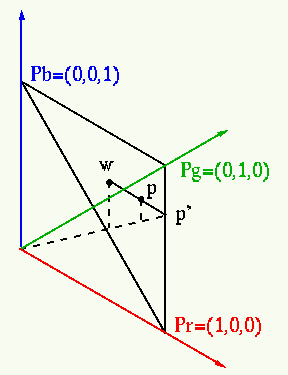 Pb=(0,0,1)
w
Pg=(0,1,0)
p
p'
Pr=(1,0,0)